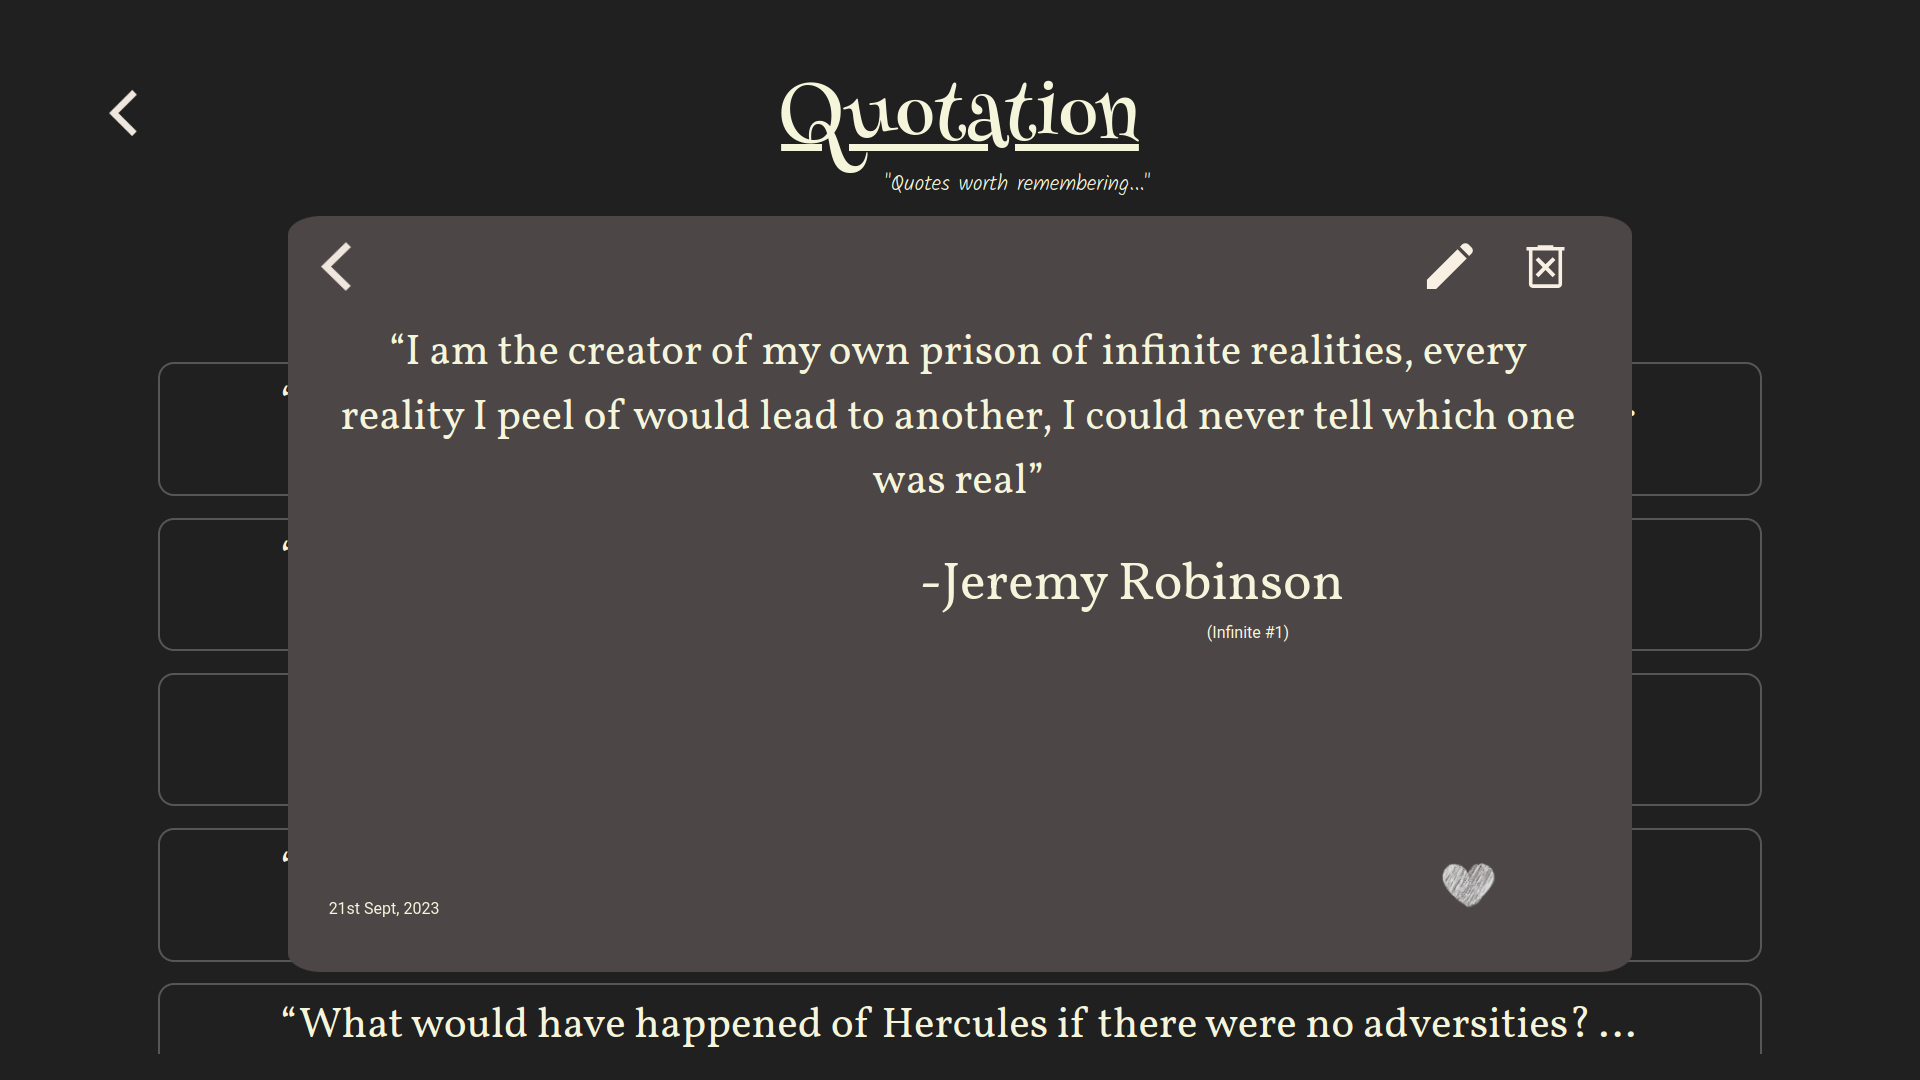 Quotation
"Quotes worth remembering..."
“I am the creator of my own prison of infinite realities, every
reality I peel of would lead to another, I could never tell which one
was real”
-Jeremy Robinson
(Infinite #1)
21st Sept, 2023
“What would have happened of Hercules if there were no adversities? ...